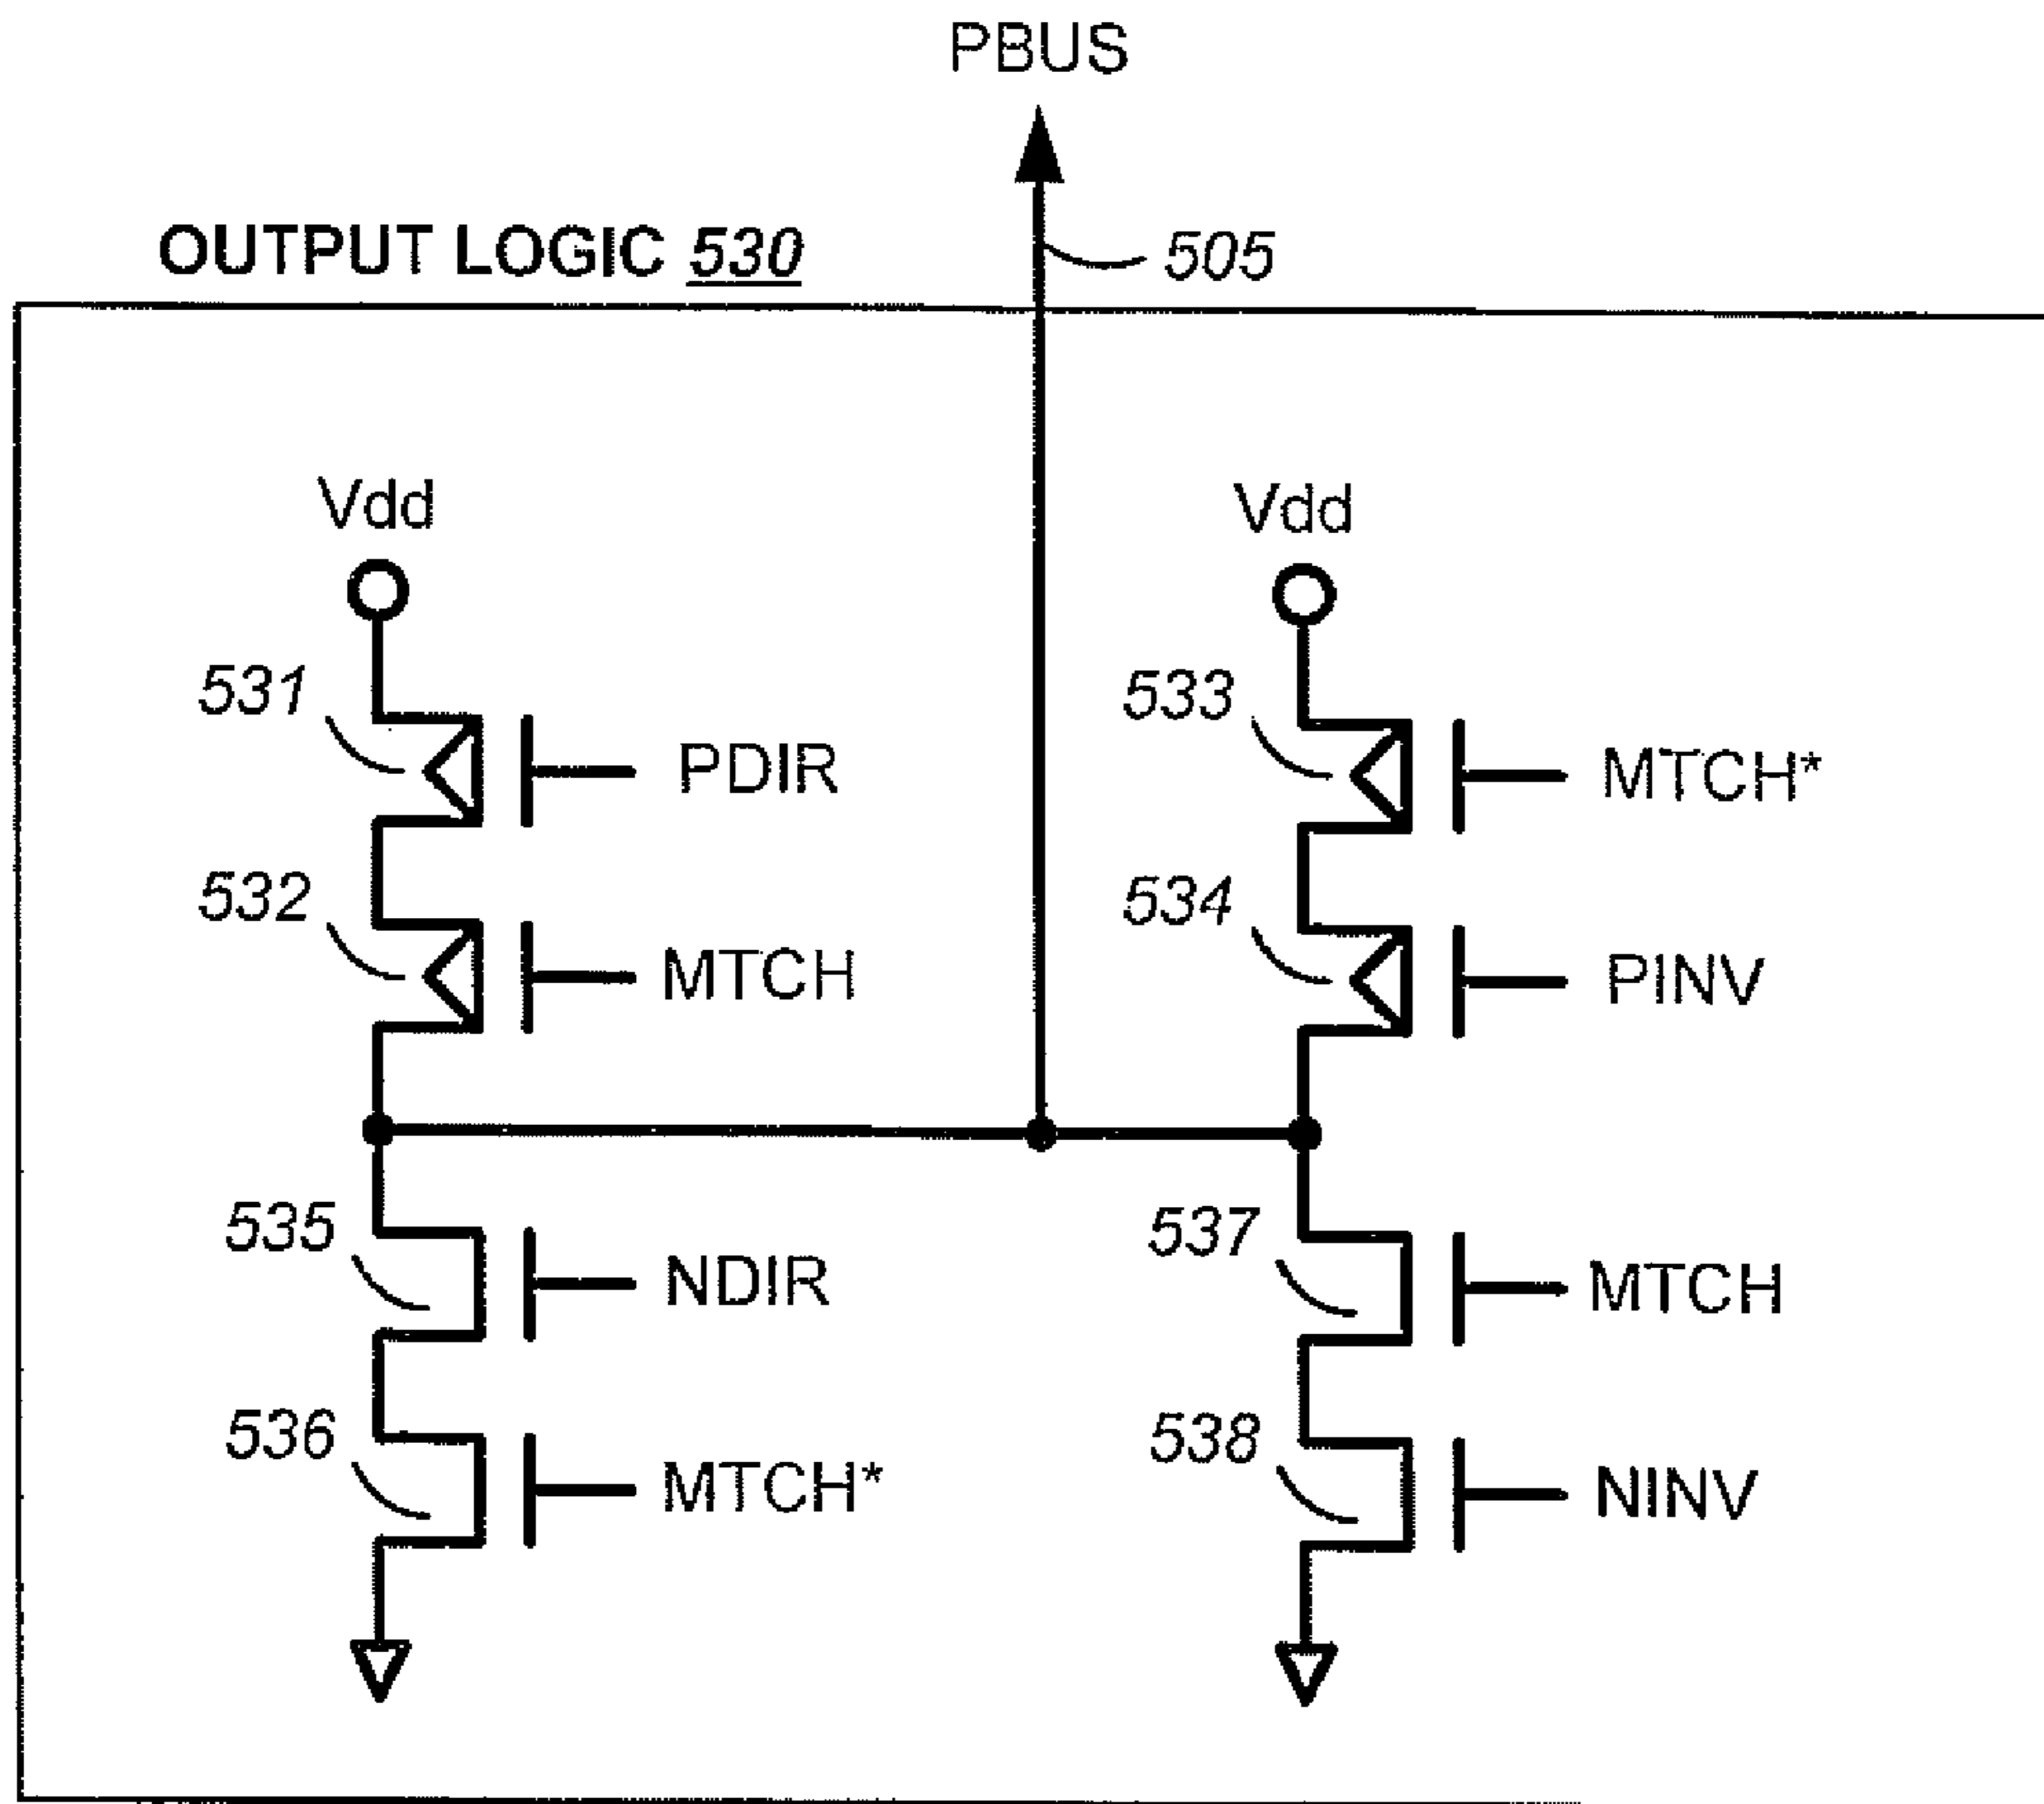 PBUS
OUTPUT LOGIC 530
505
Vdd
Vdd
531
PDIR
533
MTCH*
532
MTCH
534
PINV
535
NDIR
537
MTCH
536
MTCH*
538
NINV